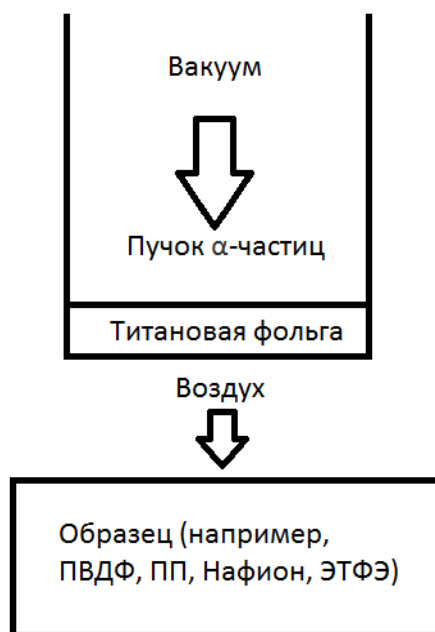 Вакуум
Пучок α-частиц
Титановая фольга
Воздух
Образец (например,
ПВДФ, ПП, Нафион, ЭТФЭ)